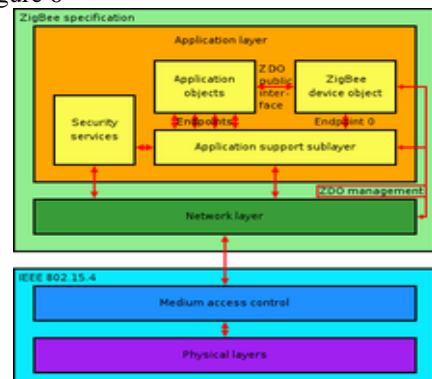 ZigBee specification
Application layer
Application
objects
ZDO
public
inter-
face
ZigBee
device object
Security
services
Endpoints
Endpoint 0
Application support sublayer
ZDO management
Network layer
IEEE 802.15.4
Medium access control
Physical layers